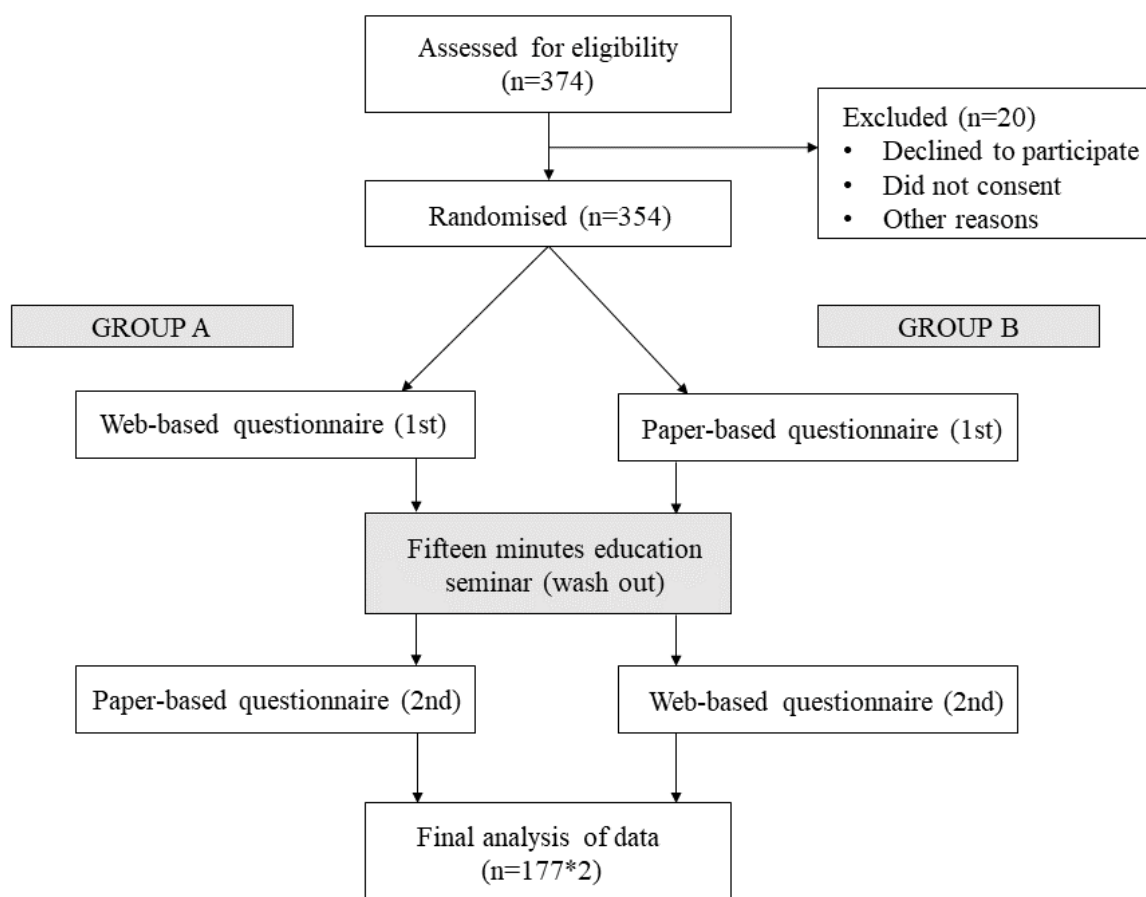 Assessed for eligibility
(n=374)
Excluded (n=20)
• Declined to participate
• Did not consent
• Other reasons
Randomised (n=354)
GROUP A
GROUP B
Web-based questionnaire (1st)
Paper-based questionnaire (1st)
Fifteen minutes education
seminar (wash out)
Paper-based questionnaire (2nd)
Web-based questionnaire (2nd)
Final analysis of data
(n=177*2)